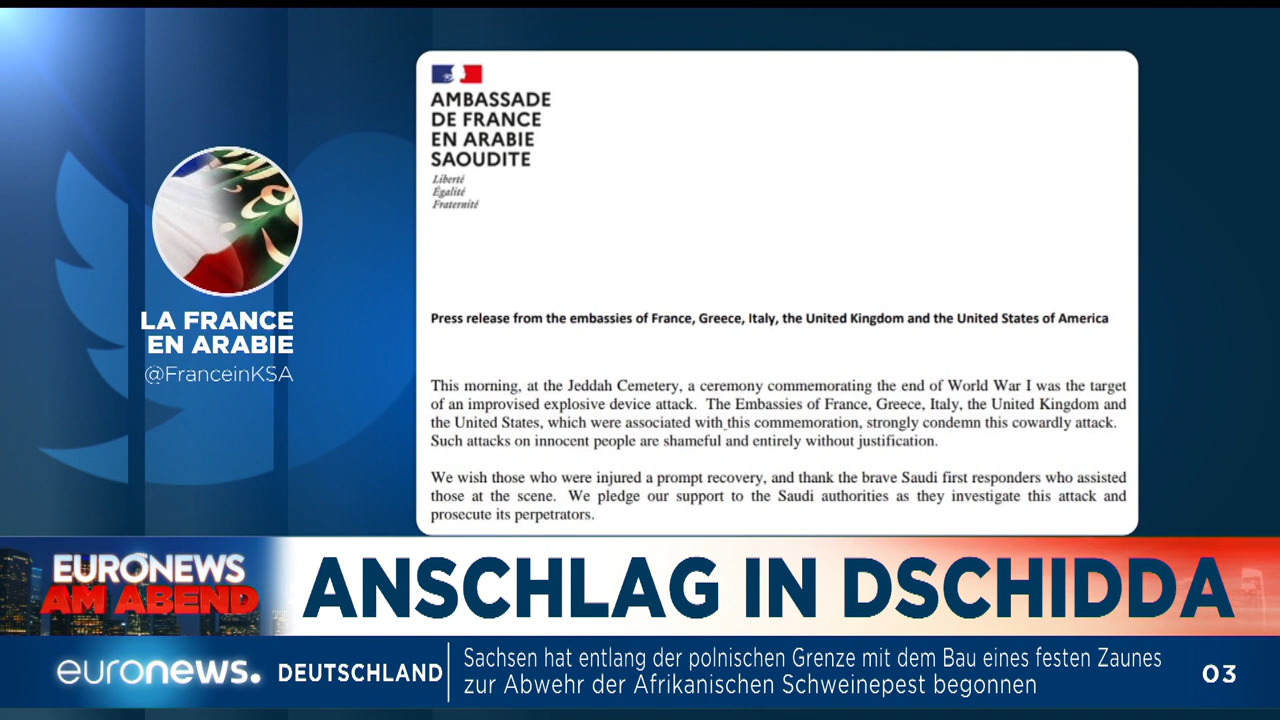 AMBASSADE
DE FRANCE
EN ARABIE
SAOUDITE
Liberté
Égalité
Fraternité
LA FRANCE
EN ARABIE
@FranceinKSA
Press release from the embassies of France, Greece, Italy, the United Kingdom and the United States of America
This morning, at the Jeddah Cemetery, a ceremony commemorating the end of World War I was the target
of an improvised explosive device attack. The Embassies of France, Greece, Italy, the United Kingdom and
the United States, which were associated with this commemoration, strongly condemn this cowardly attack.
Such attacks on innocent people are shameful and entirely without justification.
We wish those who were injured a prompt recovery, and thank the brave Saudi first responders who assisted
those at the scene. We pledge our support to the Saudi authorities as they investigate this attack and
prosecute its perpetrators.
EURONEWS
AM ABEND
ANSCHLAG IN DSCHIDDA
euronews.
DEUTSCHLAND
Sachsen hat entlang der polnischen Grenze mit dem Bau eines festen Zaunes
zur Abwehr der Afrikanischen Schweinepest begonnen
03